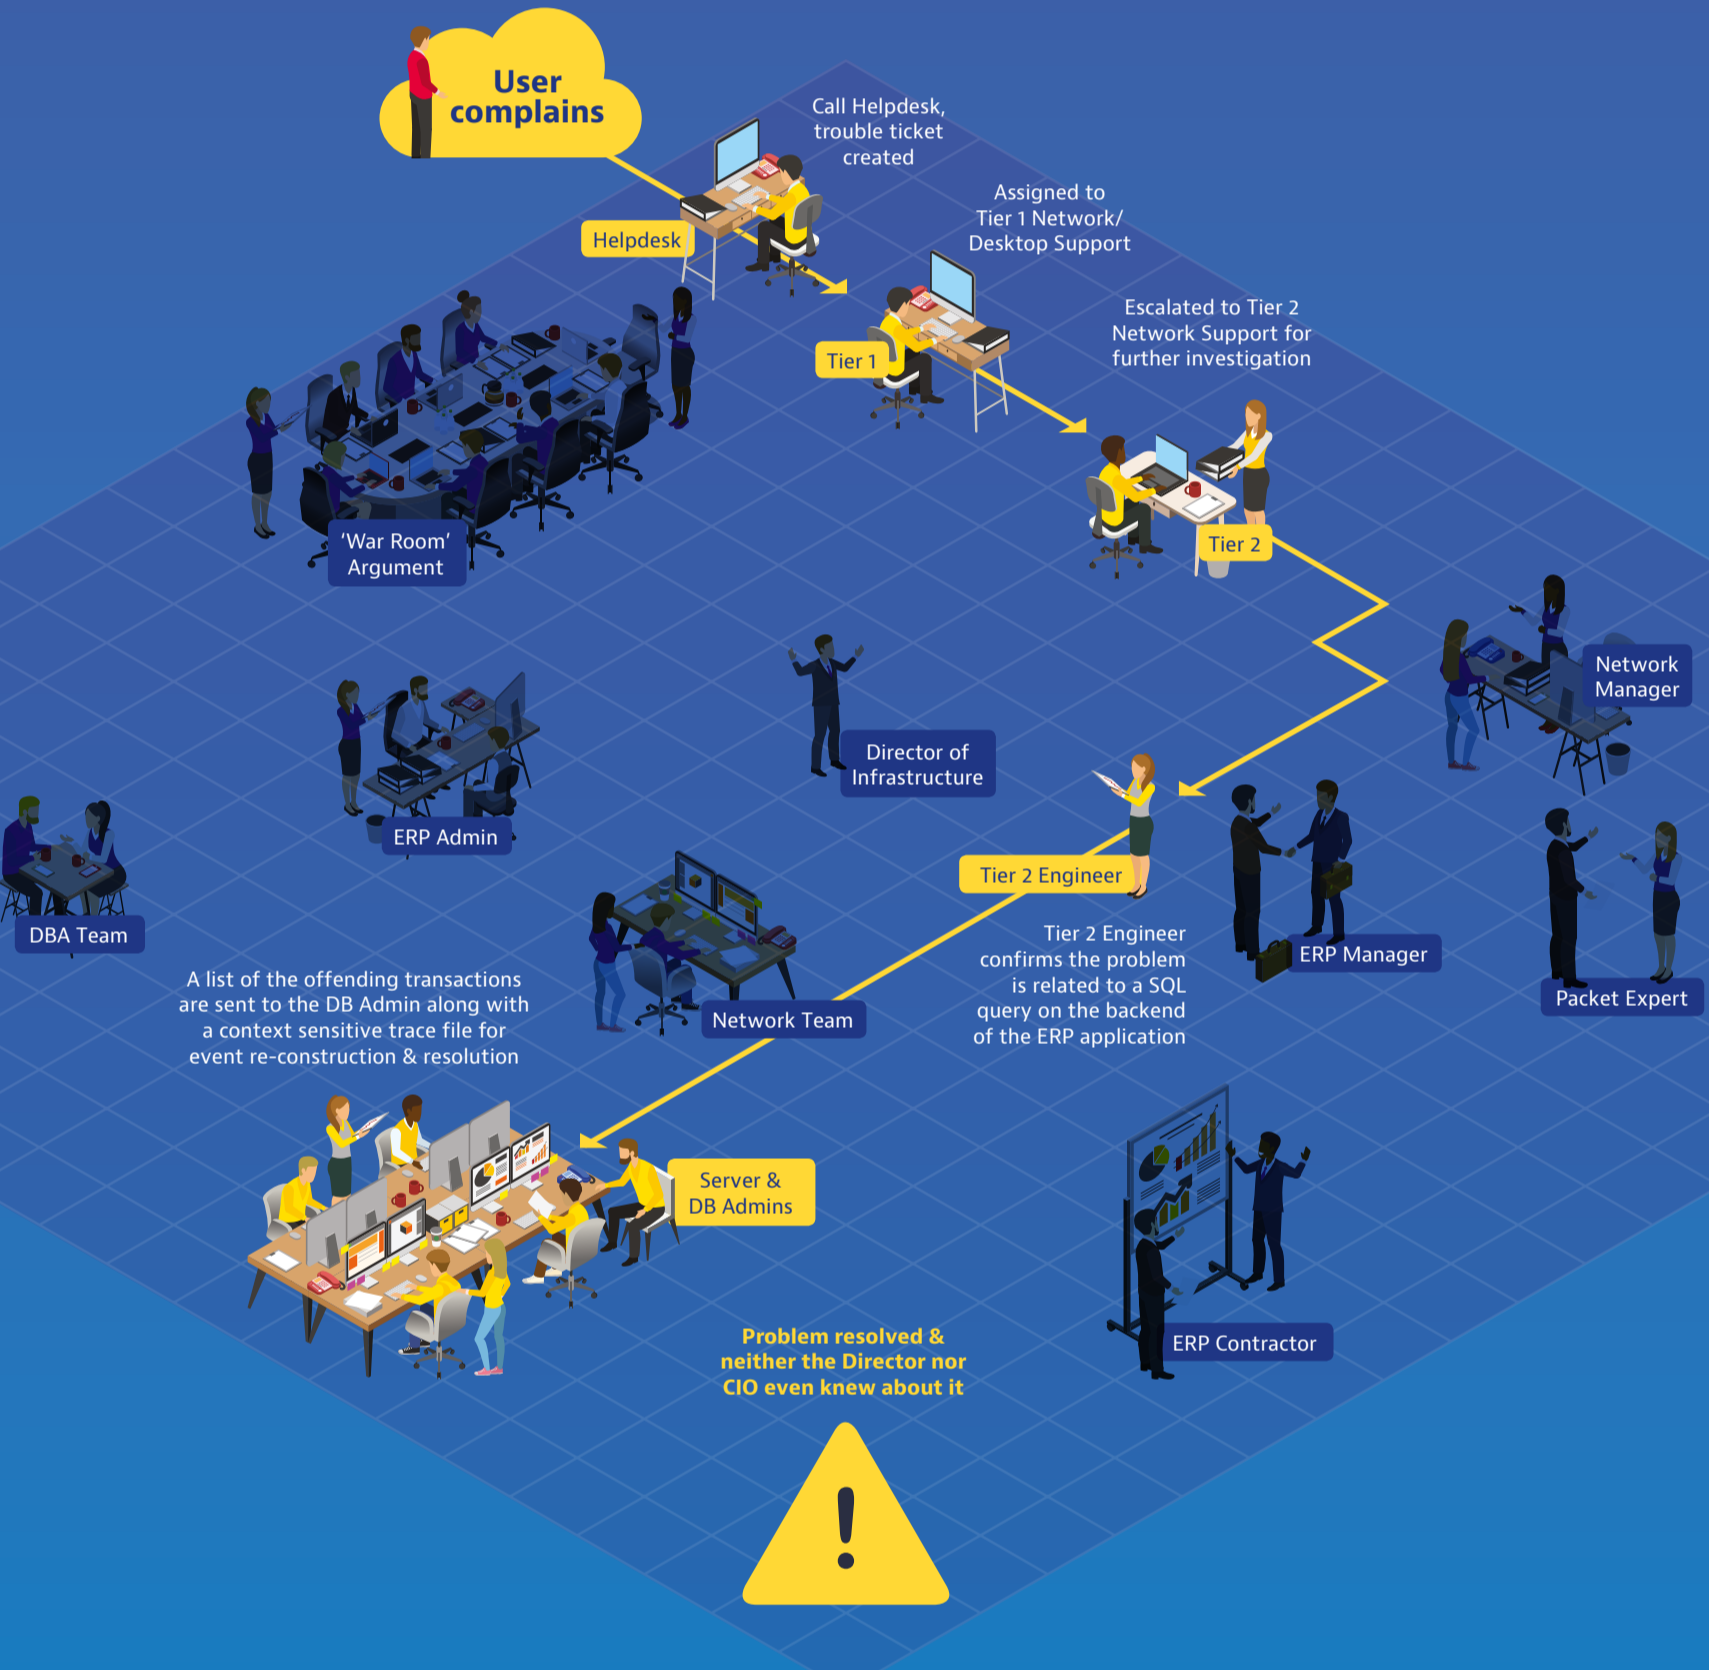 User
complains
Call Helpdesk,
trouble ticket
created
Helpdesk
Assigned to
Tier 1 Network/
Desktop Support
Tier 1
Escalated to Tier 2
Network Support for
further investigation
Tier 2
‘War Room’
Argument
Network
Manager
Director of
Infrastructure
ERP Admin
Tier 2 Engineer
DBA Team
Tier 2 Engineer
confirms the problem
is related to a SQL
query on the backend
of the ERP application
ERP Manager
Packet Expert
Network Team
A list of the offending transactions
are sent to the DB Admin along with
a context sensitive trace file for
event re-construction & resolution
Server &
DB Admins
ERP Contractor
Problem resolved &
neither the Director nor
CIO even knew about it
!